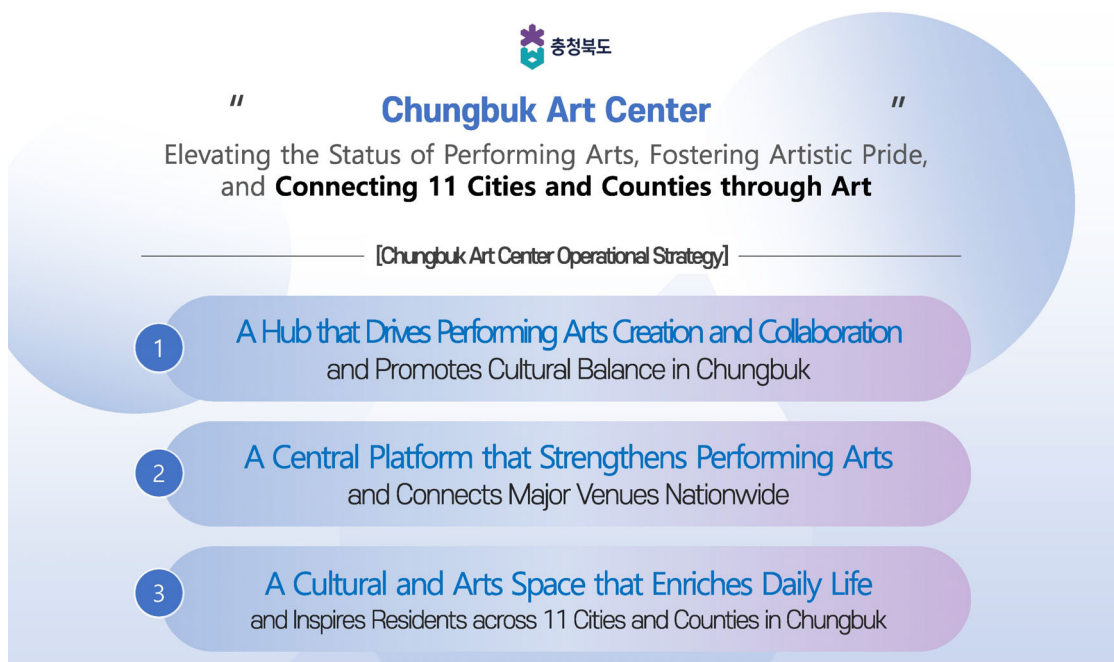 충청북도
" Chungbuk Art Center "
Elevating the Status of Performing Arts, Fostering Artistic Pride,
and Connecting 11 Cities and Counties through Art
[Chungbuk Art Center Operational Strategy]
1 A Hub that Drives Performing Arts Creation and Collaboration
and Promotes Cultural Balance in Chungbuk
2 A Central Platform that Strengthens Performing Arts
and Connects Major Venues Nationwide
3 A Cultural and Arts Space that Enriches Daily Life
and Inspires Residents across 11 Cities and Counties in Chungbuk